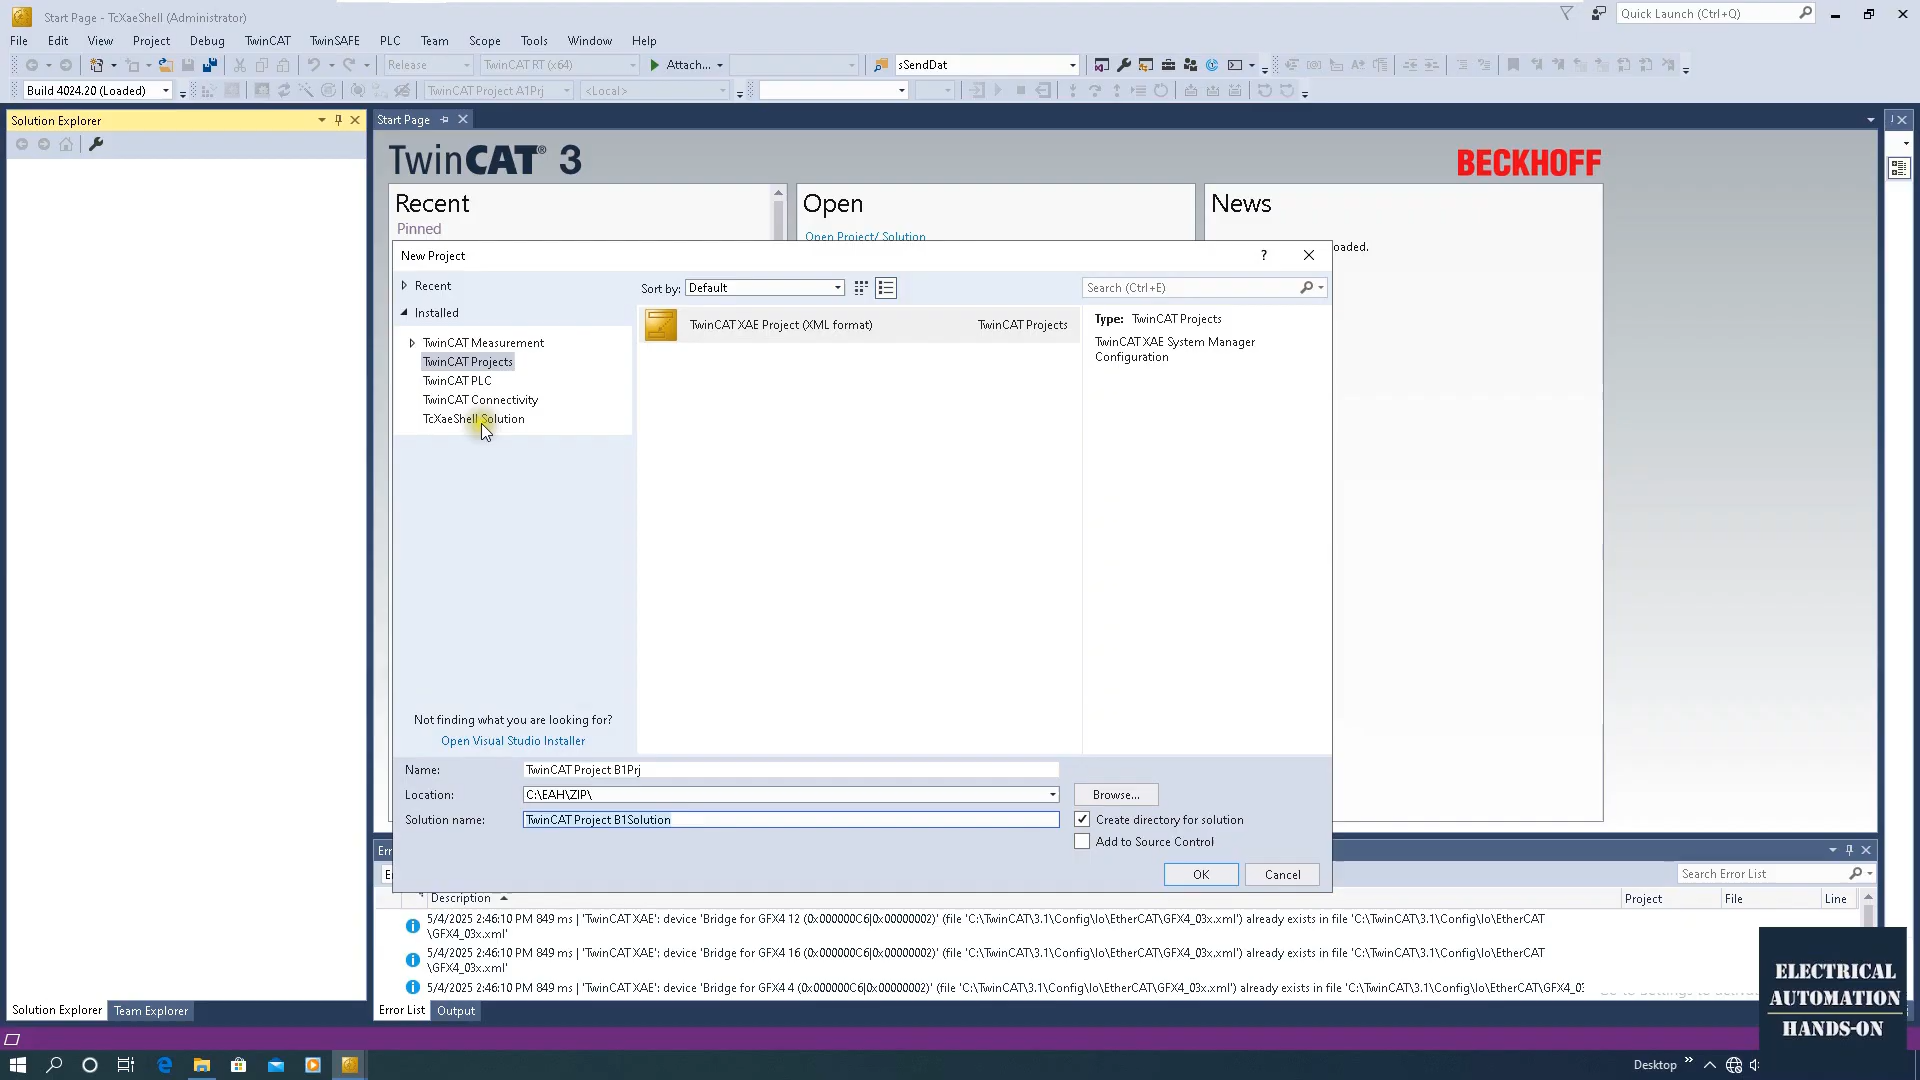 Start Page - TcXaeShell (Administrator)
Quick Launch (Ctrl+Q)
File Edit View Project Debug TwinCAT TwinSAFE PLC Team Scope Tools Window Help
Release TwinCAT RT (x64) Attach... sSendDat
Build 4024.20 (Loaded) TwinCAT Project A1Prj <Local>
Solution Explorer
Start Page
TwinCAT® 3
BECKHOFF
Recent
Open
News
Pinned
Open Project/ Solution
oaded.
New Project
?
Recent
Sort by: Default
Search (Ctrl+E)
Installed
TwinCAT XAE Project (XML format) TwinCAT Projects
Type: TwinCAT Projects
TwinCAT XAE System Manager
Configuration
TwinCAT Measurement
TwinCAT Projects
TwinCAT PLC
TwinCAT Connectivity
TcXaeShell Solution
Not finding what you are looking for?
Open Visual Studio Installer
Name: TwinCAT Project B1Prj
Location: C:\EAH\ZIP\ Browse...
Solution name: TwinCAT Project B1Solution Create directory for solution
Add to Source Control
OK Cancel
Err
Search Error List
Description Project File Line
5/4/2025 2:46:10 PM 849 ms | 'TwinCAT XAE': device 'Bridge for GFX4 12 (0x000000C6|0x00000002)' (file 'C:\TwinCAT\3.1\Config\Io\EtherCAT\GFX4_03x.xml') already exists in file 'C:\TwinCAT\3.1\Config\Io\EtherCAT
\GFX4_03x.xml'
5/4/2025 2:46:10 PM 849 ms | 'TwinCAT XAE': device 'Bridge for GFX4 16 (0x000000C6|0x00000002)' (file 'C:\TwinCAT\3.1\Config\Io\EtherCAT\GFX4_03x.xml') already exists in file 'C:\TwinCAT\3.1\Config\Io\EtherCAT
\GFX4_03x.xml'
5/4/2025 2:46:10 PM 849 ms | 'TwinCAT XAE': device 'Bridge for GFX4 4 (0x000000C6|0x00000002)' (file 'C:\TwinCAT\3.1\Config\Io\EtherCAT\GFX4_03x.xml') already exists in file 'C:\TwinCAT\3.1\Config\Io\EtherCAT\GFX4_03
Solution Explorer Team Explorer
Error List Output
ELECTRICAL
AUTOMATION
HANDS-ON
Desktop